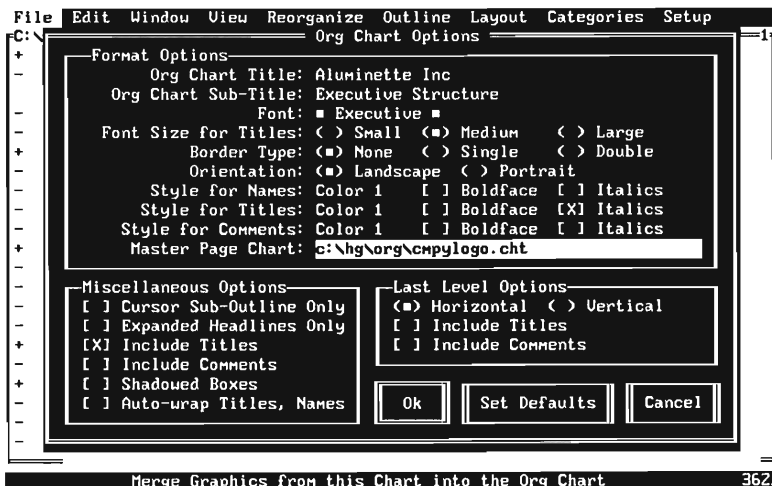 File Edit Window View Reorganize Outline Layout Categories Setup
C:\ Org Chart Options 1
Format Options
Org Chart Title: Aluminette Inc
Org Chart Sub-Title: Executive Structure
Font: ■ Executive ■
Font Size for Titles: ( ) Small (■) Medium ( ) Large
Border Type: (■) None ( ) Single ( ) Double
Orientation: (■) Landscape ( ) Portrait
Style for Names: Color 1 [ ] Boldface [ ] Italics
Style for Titles: Color 1 [ ] Boldface [X] Italics
Style for Comments: Color 1 [ ] Boldface [ ] Italics
Master Page Chart: c:\hg\org\cmpylogo.cht
Miscellaneous Options
[ ] Cursor Sub-Outline Only
[ ] Expanded Headlines Only
[X] Include Titles
[ ] Include Comments
[ ] Shadowed Boxes
[ ] Auto-wrap Titles, Names
Last Level Options
(■) Horizontal ( ) Vertical
[ ] Include Titles
[ ] Include Comments
Ok Set Defaults Cancel
Merge Graphics from this Chart into the Org Chart 362